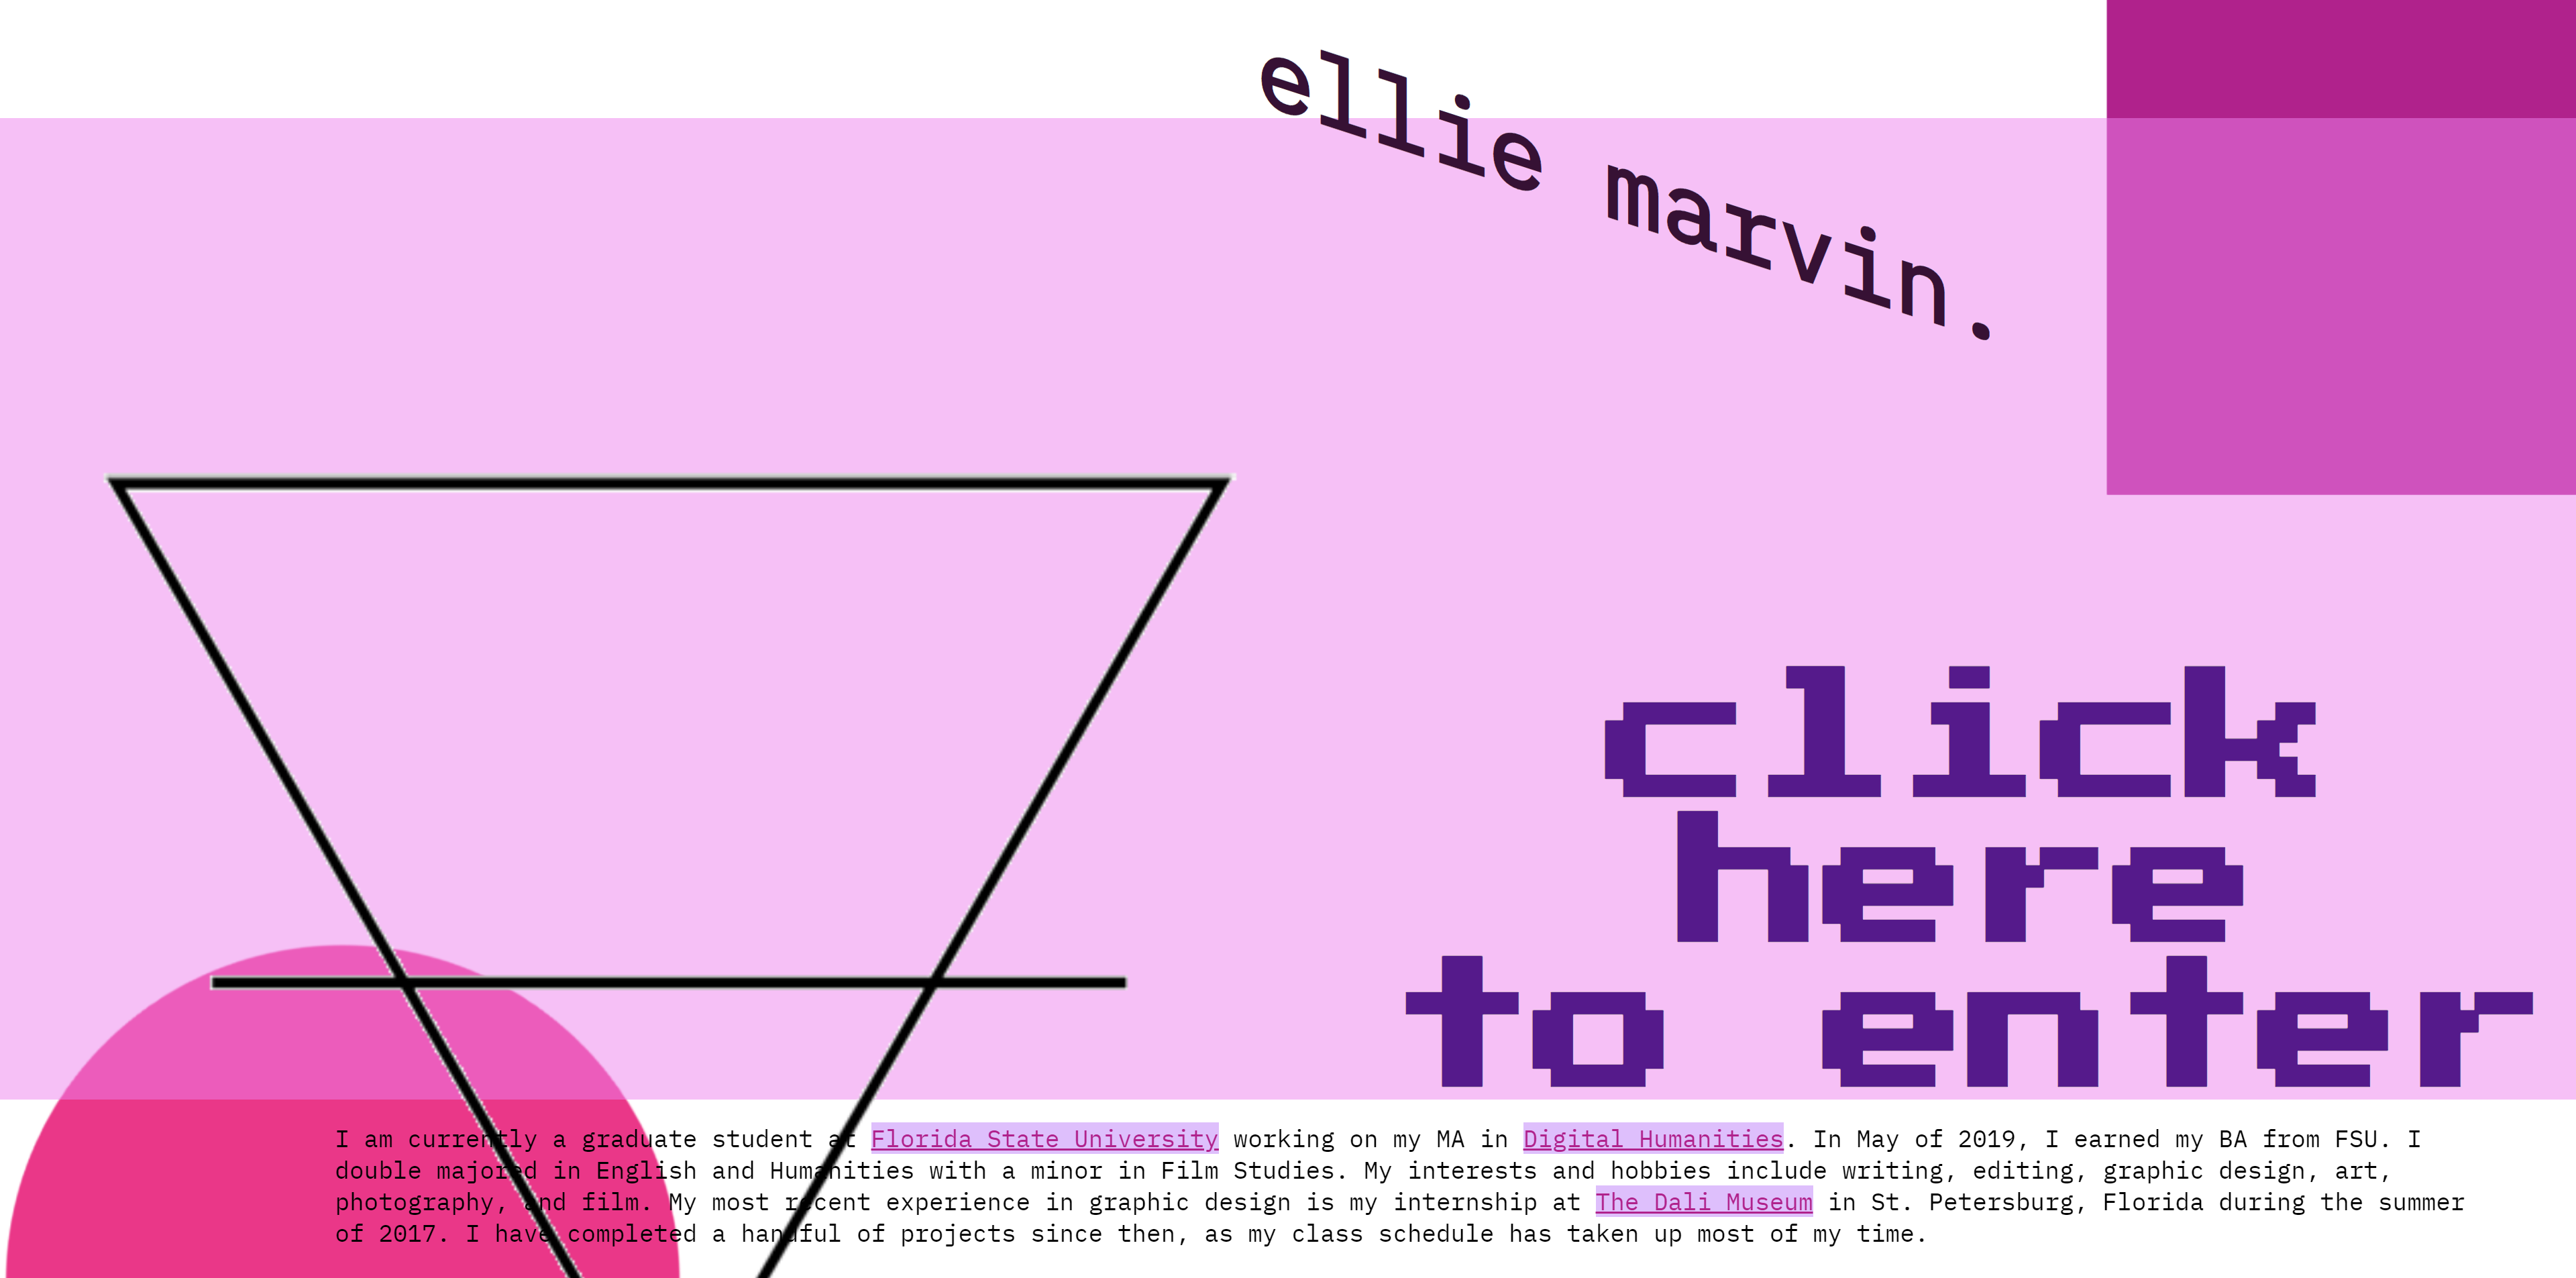 ellie marvin.
click
here
to enter
I am currently a graduate student at Florida State University working on my MA in Digital Humanities. In May of 2019, I earned my BA from FSU. I
double majored in English and Humanities with a minor in Film Studies. My interests and hobbies include writing, editing, graphic design, art,
photography, and film. My most recent experience in graphic design is my internship at The Dali Museum in St. Petersburg, Florida during the summer
of 2017. I have completed a handful of projects since then, as my class schedule has taken up most of my time.